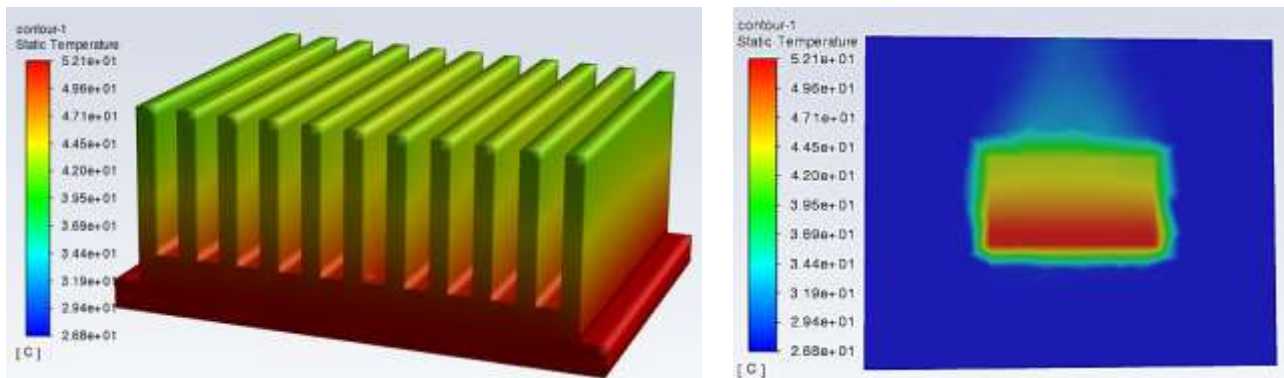 contour-1
Static Temperature
5.21e+01
4.96e+01
4.71e+01
4.45e+01
4.20e+01
3.95e+01
3.69e+01
3.44e+01
3.19e+01
2.94e+01
2.68e+01
[ C ]
contour-1
Static Temperature
5.21e+01
4.96e+01
4.71e+01
4.45e+01
4.20e+01
3.95e+01
3.69e+01
3.44e+01
3.19e+01
2.94e+01
2.68e+01
[ C ]